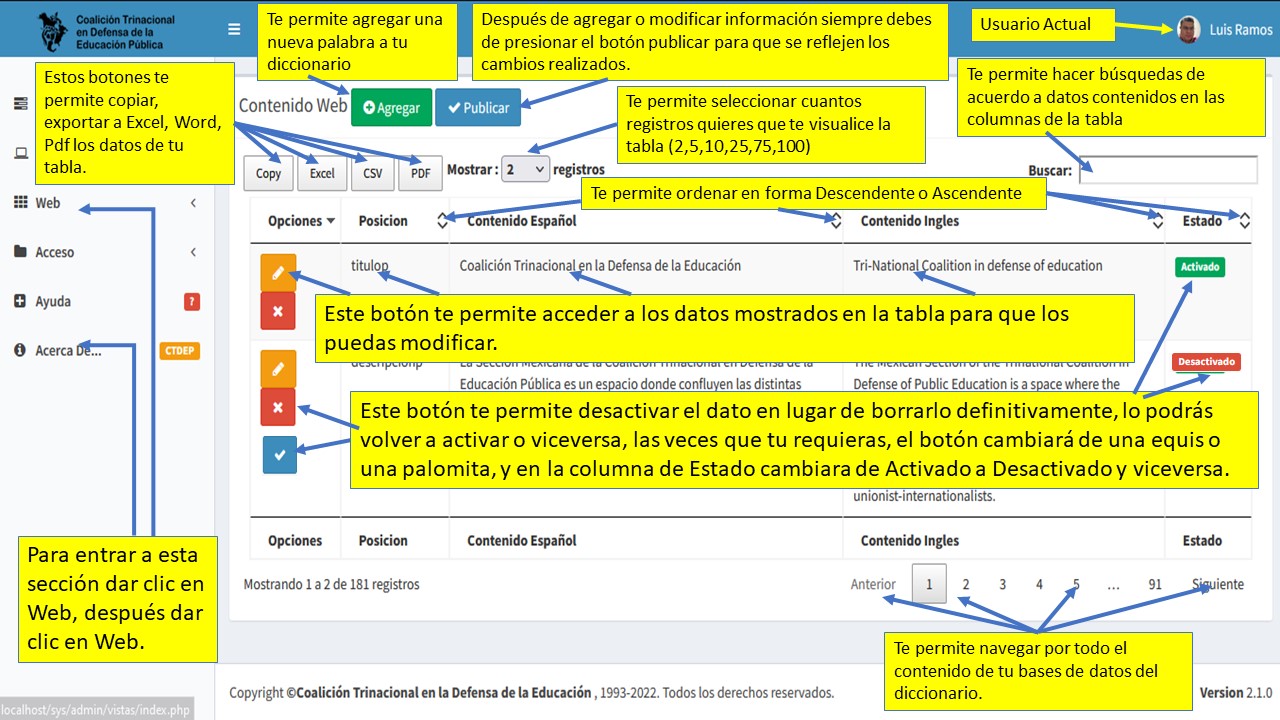 Coalición Trinacional
en Defensa de la
Educación Pública
Te permite agregar una
nueva palabra a tu
diccionario
Después de agregar o modificar información siempre debes
de presionar el botón publicar para que se reflejen los
cambios realizados.
Usuario Actual
Luis Ramos
Estos botones te
permite copiar,
exportar a Excel, Word,
Pdf los datos de tu
tabla.
Contenido Web
Agregar
Publicar
Te permite seleccionar cuantos
registros quieres que te visualice la
tabla (2,5,10,25,75,100)
Te permite hacer búsquedas de
acuerdo a datos contenidos en las
columnas de la tabla
Copy Excel CSV PDF Mostrar : 2 registros
Buscar:
Te permite ordenar en forma Descendente o Ascendente
Web
Acceso
Ayuda ?
Acerca De... CTDEP
Opciones Posicion Contenido Español Contenido Ingles Estado
titulop Coalición Trinacional en la Defensa de la Educación Tri-National Coalition in defense of education Activado
Este botón te permite acceder a los datos mostrados en la tabla para que los
puedas modificar.
descripcionp La Sección Mexicana de la Coalición Trinacional en Defensa de la The Mexican Section of the Trinational Coalition in Desactivado
Educación Pública es un espacio donde confluyen las distintas Defense of Public Education is a space where the
Este botón te permite desactivar el dato en lugar de borrarlo definitivamente, lo podrás
volver a activar o viceversa, las veces que tu requieras, el botón cambiará de una equis o
una palomita, y en la columna de Estado cambiara de Activado a Desactivado y viceversa.
unionist-internationalists.
Opciones Posicion Contenido Español Contenido Ingles Estado
Para entrar a esta
sección dar clic en
Web, después dar
clic en Web.
Mostrando 1 a 2 de 181 registros
Anterior 1 2 3 4 5 ... 91 Siguiente
Te permite navegar por todo el
contenido de tu bases de datos del
diccionario.
Copyright ©Coalición Trinacional en la Defensa de la Educación , 1993-2022. Todos los derechos reservados.
Version 2.1.0
localhost/sys/admin/vistas/index.php